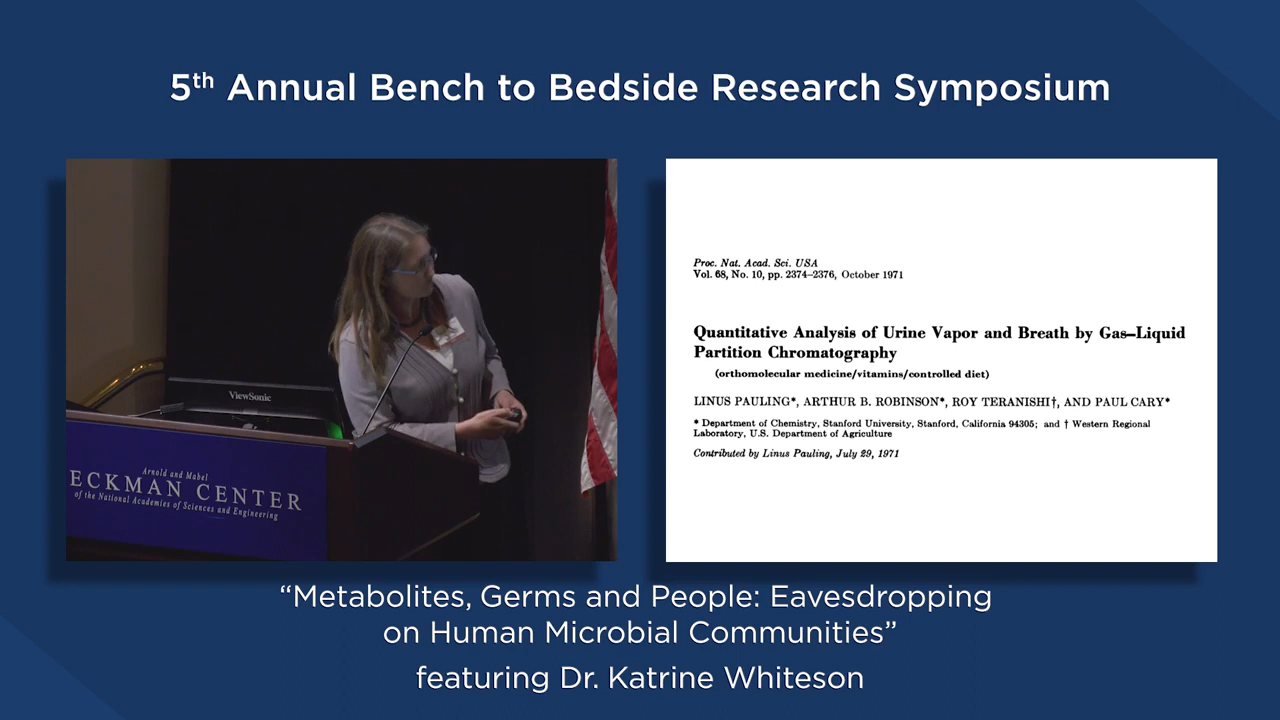 5th Annual Bench to Bedside Research Symposium
ViewSonic
Arnold and Mabel
ECKMAN CENTER
of the National Academies of Sciences and Engineering
Proc. Nat. Acad. Sci. USA
Vol. 68, No. 10, pp. 2374–2376, October 1971
Quantitative Analysis of Urine Vapor and Breath by Gas–Liquid
Partition Chromatography
(orthomolecular medicine/vitamins/controlled diet)
LINUS PAULING*, ARTHUR B. ROBINSON*, ROY TERANISHI†, AND PAUL CARY*
* Department of Chemistry, Stanford University, Stanford, California 94305; and † Western Regional
Laboratory, U.S. Department of Agriculture
Contributed by Linus Pauling, July 29, 1971
“Metabolites, Germs and People: Eavesdropping
on Human Microbial Communities”
featuring Dr. Katrine Whiteson